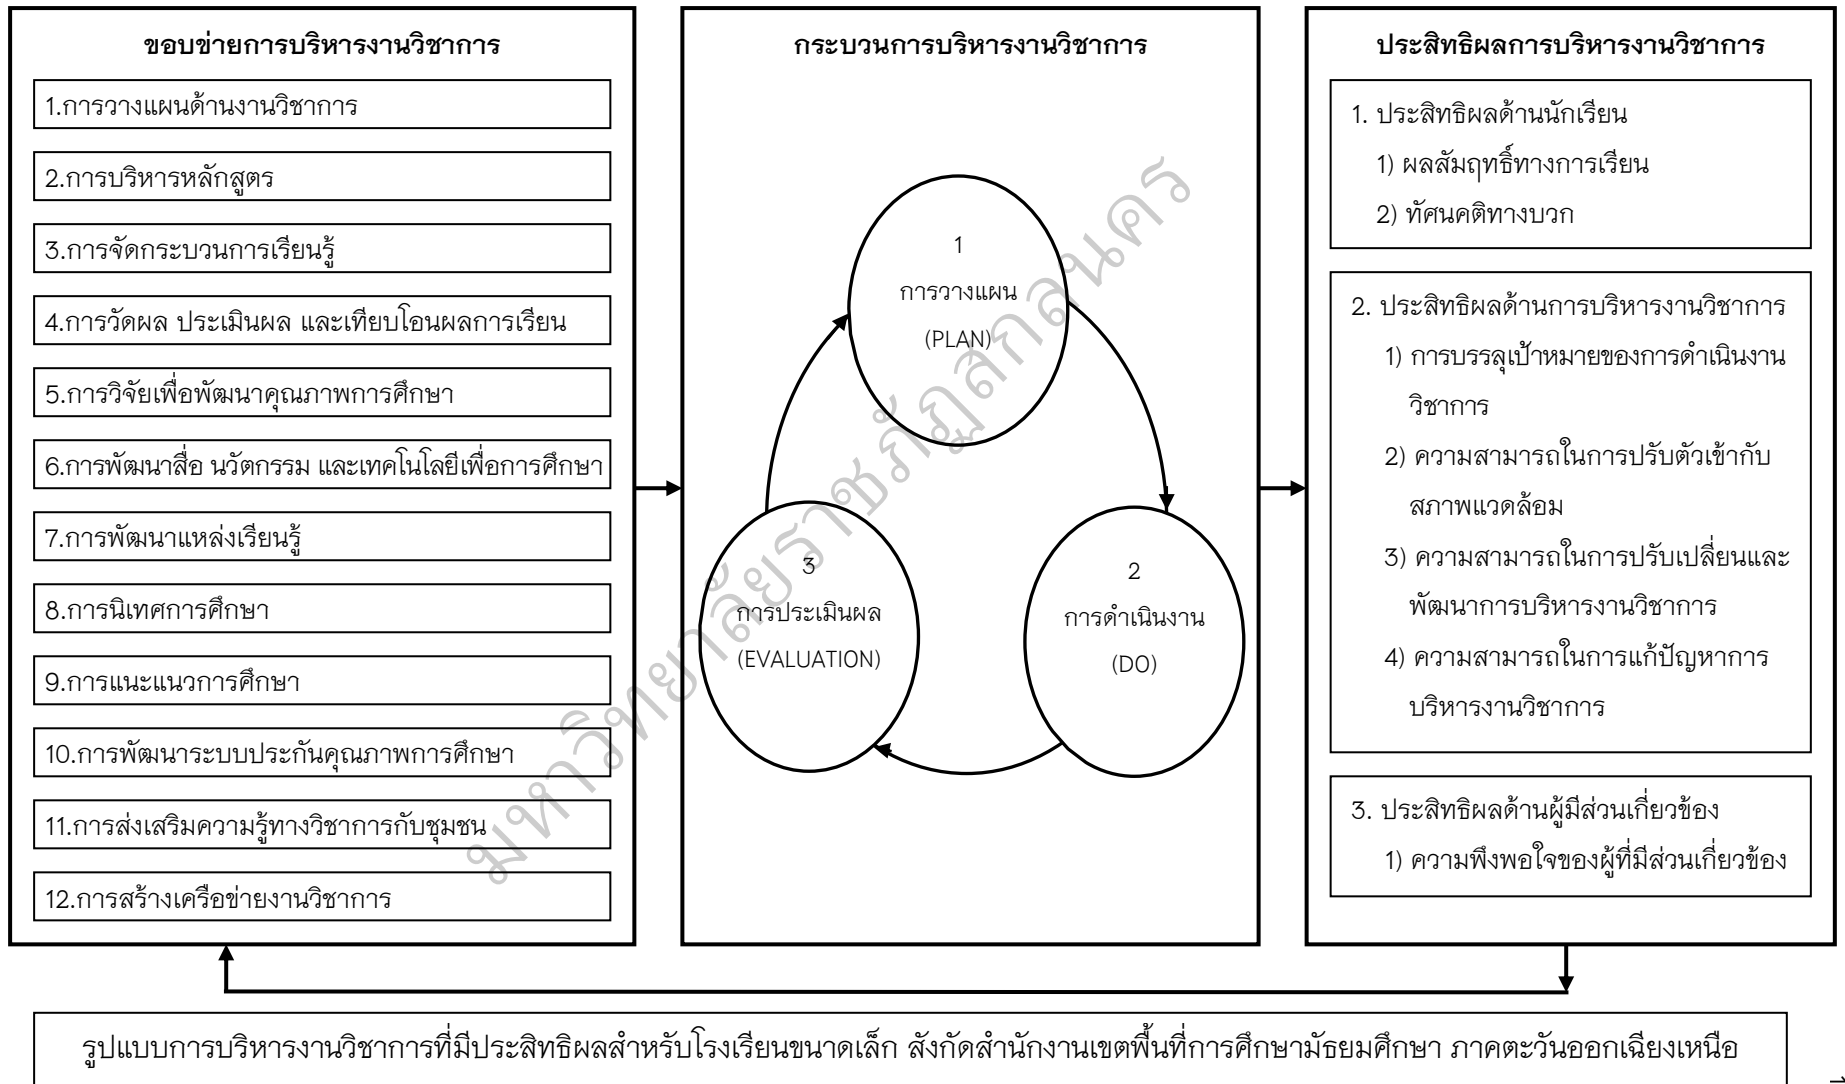 ขอบข่ายการบริหารงานวิชาการ
1.การวางแผนด้านงานวิชาการ
2.การบริหารหลักสูตร
3.การจัดกระบวนการเรียนรู้
4.การวัดผล ประเมินผล และเทียบโอนผลการเรียน
5.การวิจัยเพื่อพัฒนาคุณภาพการศึกษา
6.การพัฒนาสื่อ นวัตกรรม และเทคโนโลยีเพื่อการศึกษา
7.การพัฒนาแหล่งเรียนรู้
8.การนิเทศการศึกษา
9.การแนะแนวการศึกษา
10.การพัฒนาระบบประกันคุณภาพการศึกษา
11.การส่งเสริมความรู้ทางวิชาการกับชุมชน
12.การสร้างเครือข่ายงานวิชาการ
กระบวนการบริหารงานวิชาการ
1
การวางแผน
(PLAN)
2
การดำเนินงาน
(DO)
3
การประเมินผล
(EVALUATION)
มหาวิทยาลัยราชภัฏสกลนคร
ประสิทธิผลการบริหารงานวิชาการ
1. ประสิทธิผลด้านนักเรียน
1) ผลสัมฤทธิ์ทางการเรียน
2) ทัศนคติทางบวก
2. ประสิทธิผลด้านการบริหารงานวิชาการ
1) การบรรลุเป้าหมายของการดำเนินงาน
วิชาการ
2) ความสามารถในการปรับตัวเข้ากับ
สภาพแวดล้อม
3) ความสามารถในการปรับเปลี่ยนและ
พัฒนาการบริหารงานวิชาการ
4) ความสามารถในการแก้ปัญหาการ
บริหารงานวิชาการ
3. ประสิทธิผลด้านผู้มีส่วนเกี่ยวข้อง
1) ความพึงพอใจของผู้ที่มีส่วนเกี่ยวข้อง
รูปแบบการบริหารงานวิชาการที่มีประสิทธิผลสำหรับโรงเรียนขนาดเล็ก สังกัดสำนักงานเขตพื้นที่การศึกษามัธยมศึกษา ภาคตะวันออกเฉียงเหนือ